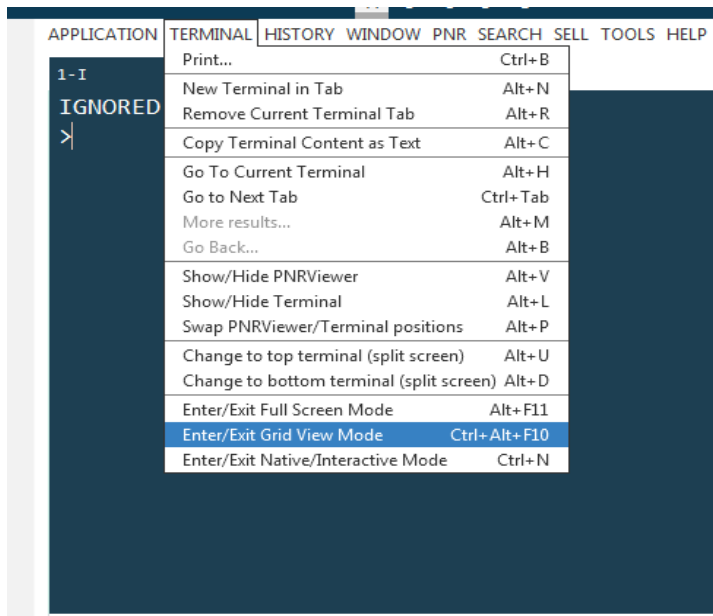 APPLICATION TERMINAL HISTORY WINDOW PNR SEARCH SELL TOOLS HELP
1-I
IGNORED
>
Print... Ctrl+B
New Terminal in Tab Alt+N
Remove Current Terminal Tab Alt+R
Copy Terminal Content as Text Alt+C
Go To Current Terminal Alt+H
Go to Next Tab Ctrl+Tab
More results... Alt+M
Go Back... Alt+B
Show/Hide PNRViewer Alt+V
Show/Hide Terminal Alt+L
Swap PNRViewer/Terminal positions Alt+P
Change to top terminal (split screen) Alt+U
Change to bottom terminal (split screen) Alt+D
Enter/Exit Full Screen Mode Alt+F11
Enter/Exit Grid View Mode Ctrl+Alt+F10
Enter/Exit Native/Interactive Mode Ctrl+N